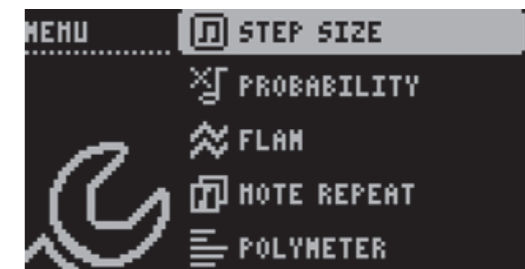 MENU
STEP SIZE
PROBABILITY
FLAM
NOTE REPEAT
POLYMETER